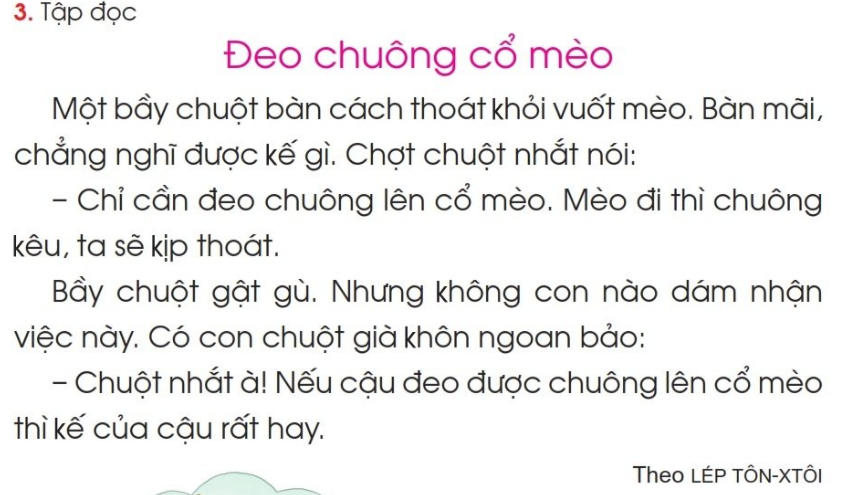 3. Tập đọc
Đeo chuông cổ mèo
Một bầy chuột bàn cách thoát khỏi vuốt mèo. Bàn mãi,
chẳng nghĩ được kế gì. Chợt chuột nhắt nói:
– Chỉ cần đeo chuông lên cổ mèo. Mèo đi thì chuông
kêu, ta sẽ kịp thoát.
Bầy chuột gật gù. Nhưng không con nào dám nhận
việc này. Có con chuột già khôn ngoan bảo:
– Chuột nhắt à! Nếu cậu đeo được chuông lên cổ mèo
thì kế của cậu rất hay.
Theo LÉP TÔN-XTÔI